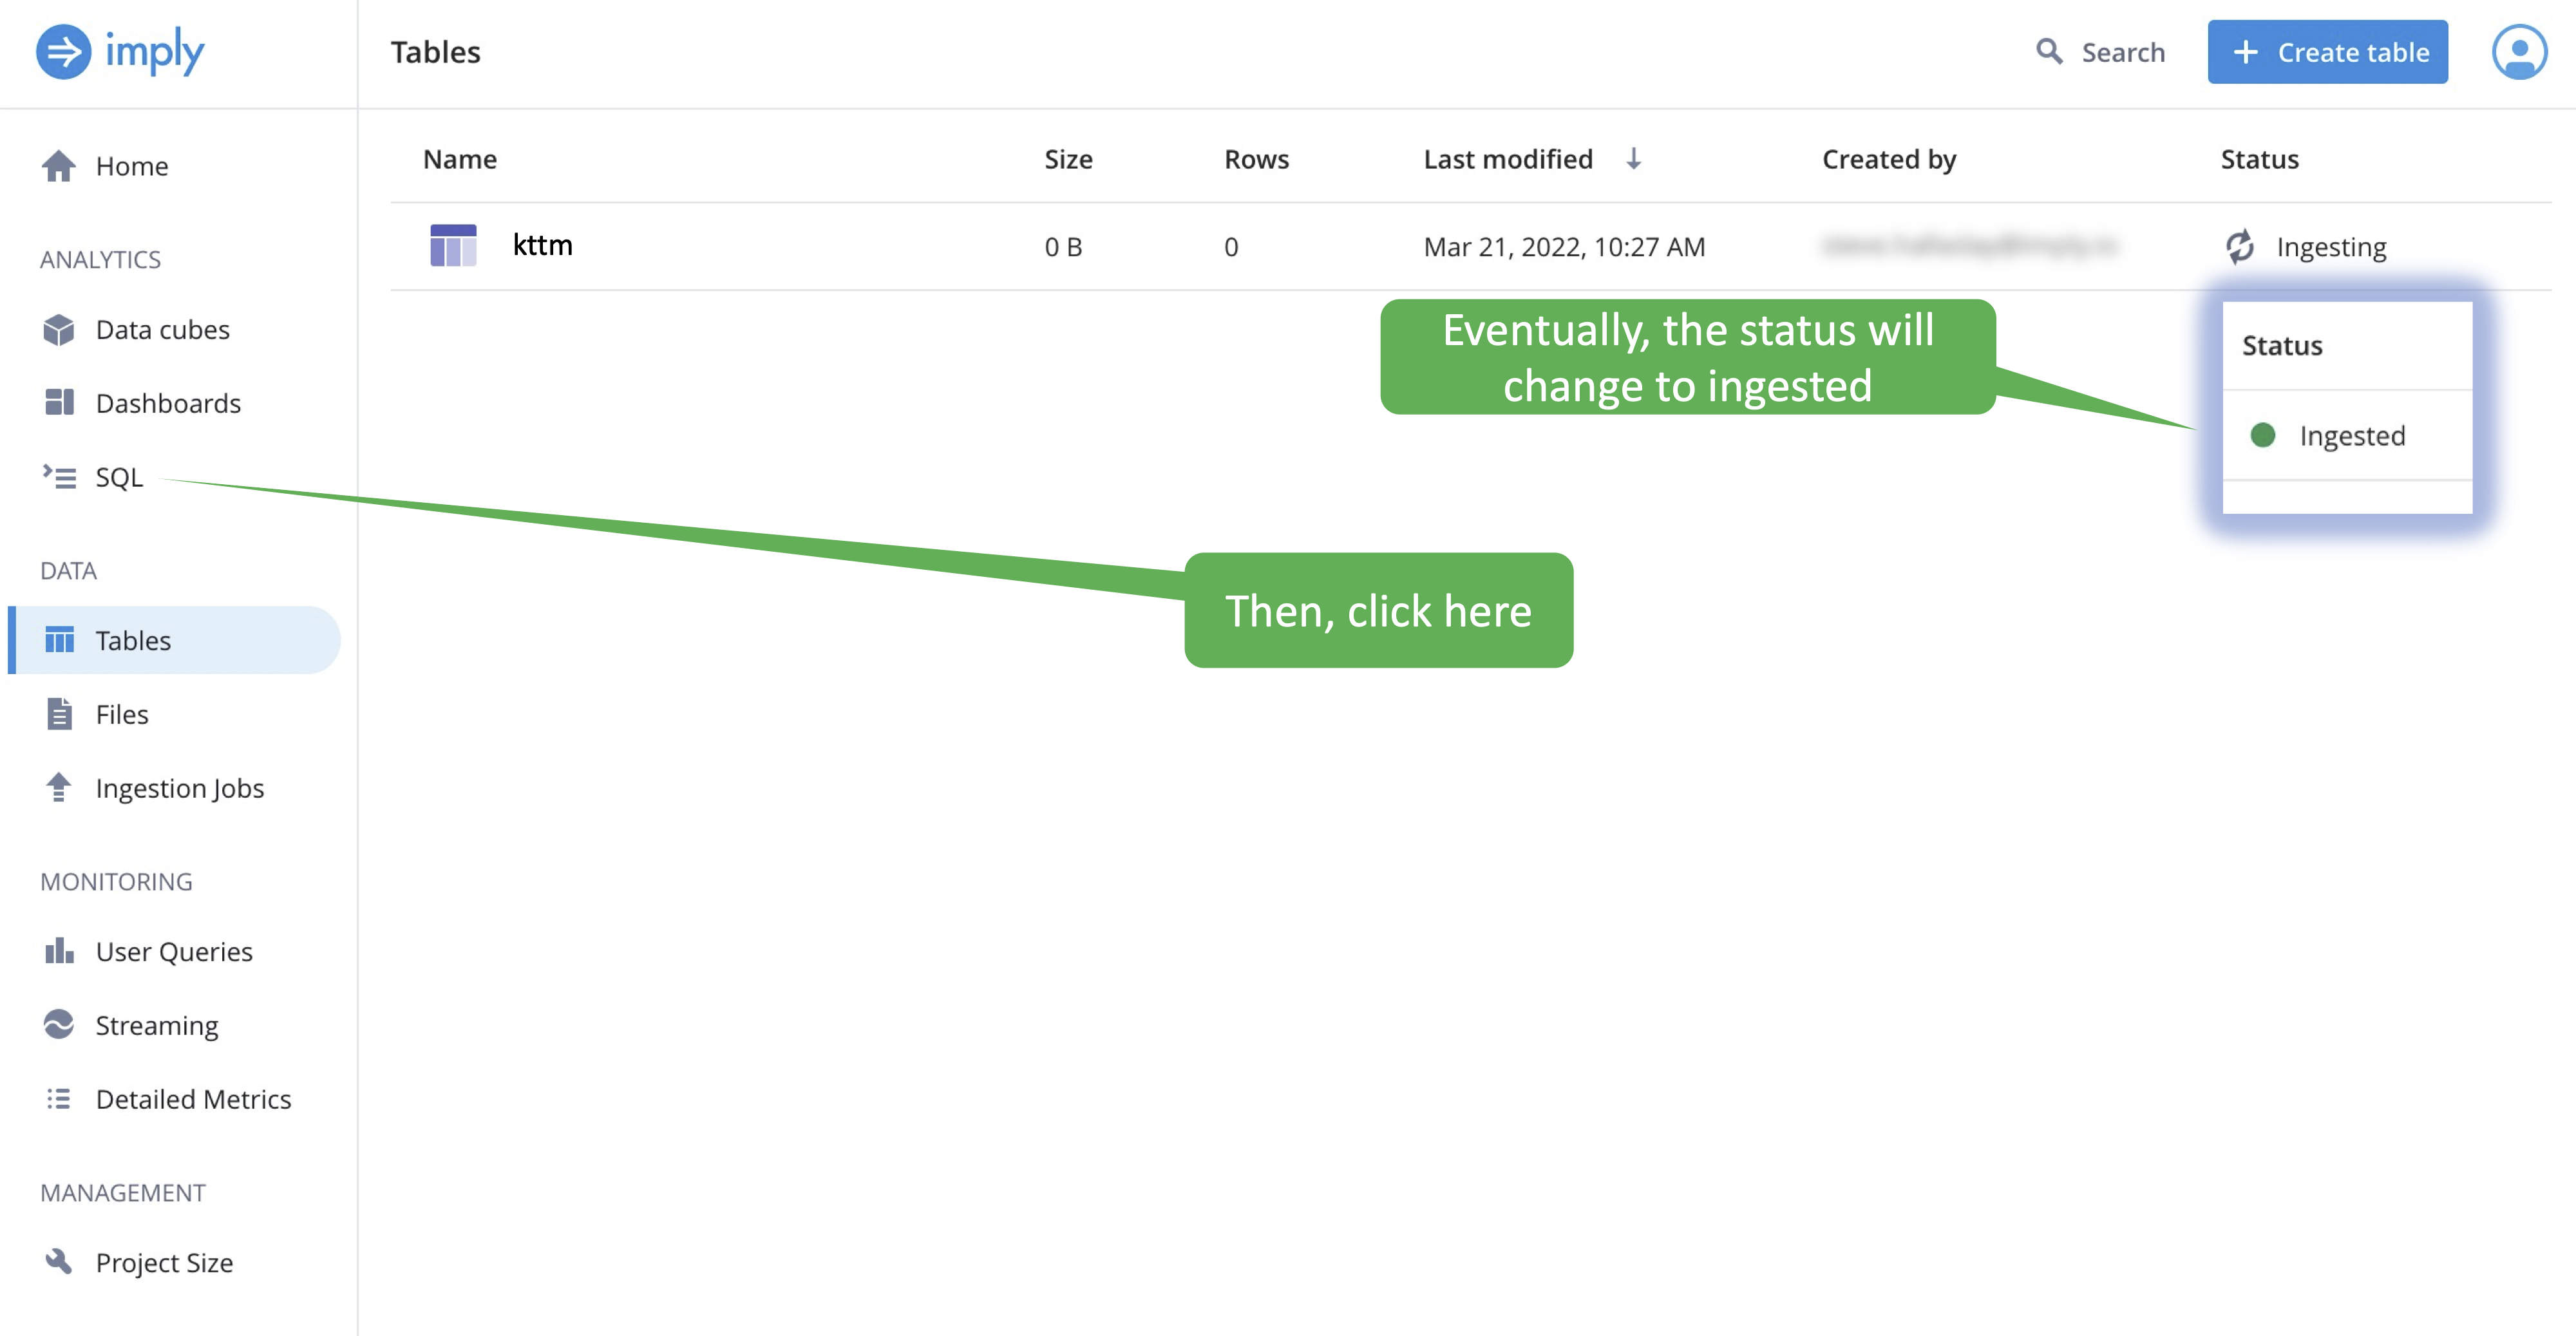 imply
Tables
Search
+ Create table
Home
ANALYTICS
Data cubes
Dashboards
SQL
DATA
Tables
Files
Ingestion Jobs
MONITORING
User Queries
Streaming
Detailed Metrics
MANAGEMENT
Project Size
Name Size Rows Last modified ↓ Created by Status
kttm 0 B 0 Mar 21, 2022, 10:27 AM Ingesting
Eventually, the status will
change to ingested
Status
Ingested
Then, click here